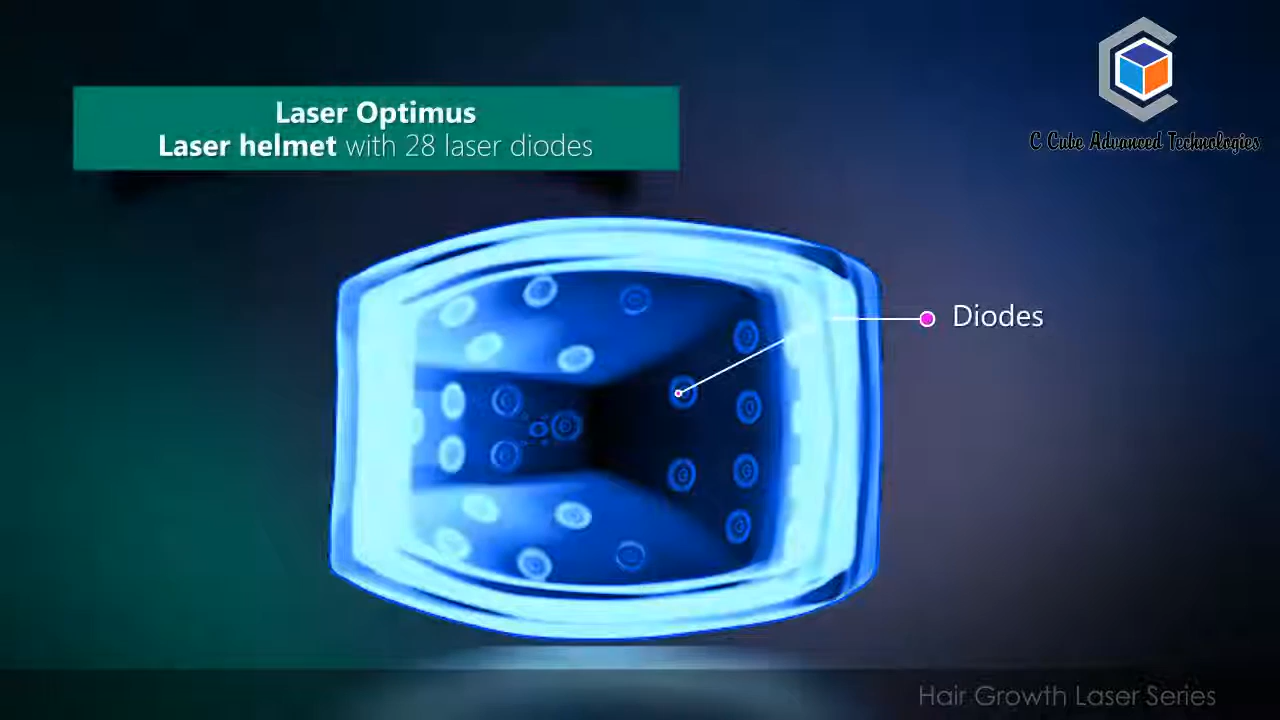 Laser Optimus
Laser helmet with 28 laser diodes
C Cube Advanced Technologies
Diodes
Hair Growth Laser Series